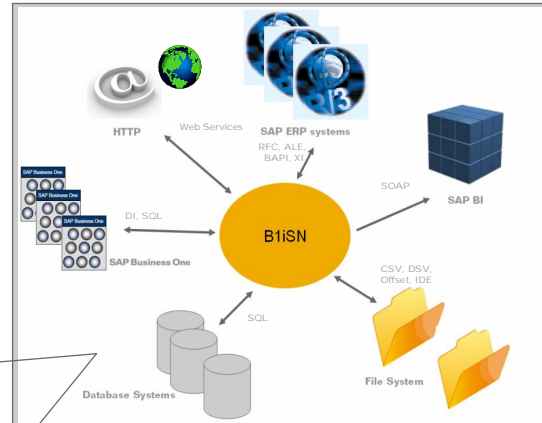 @
HTTP
Web Services
R/3
SAP ERP systems
RFC, ALE,
BAPI, XI
SOAP
SAP BI
SAP Business One
SAP Business One
SAP Business One
SAP Business One
DI, SQL
B1iSN
CSV, DSV,
Offset, IDE
SQL
Database Systems
File System